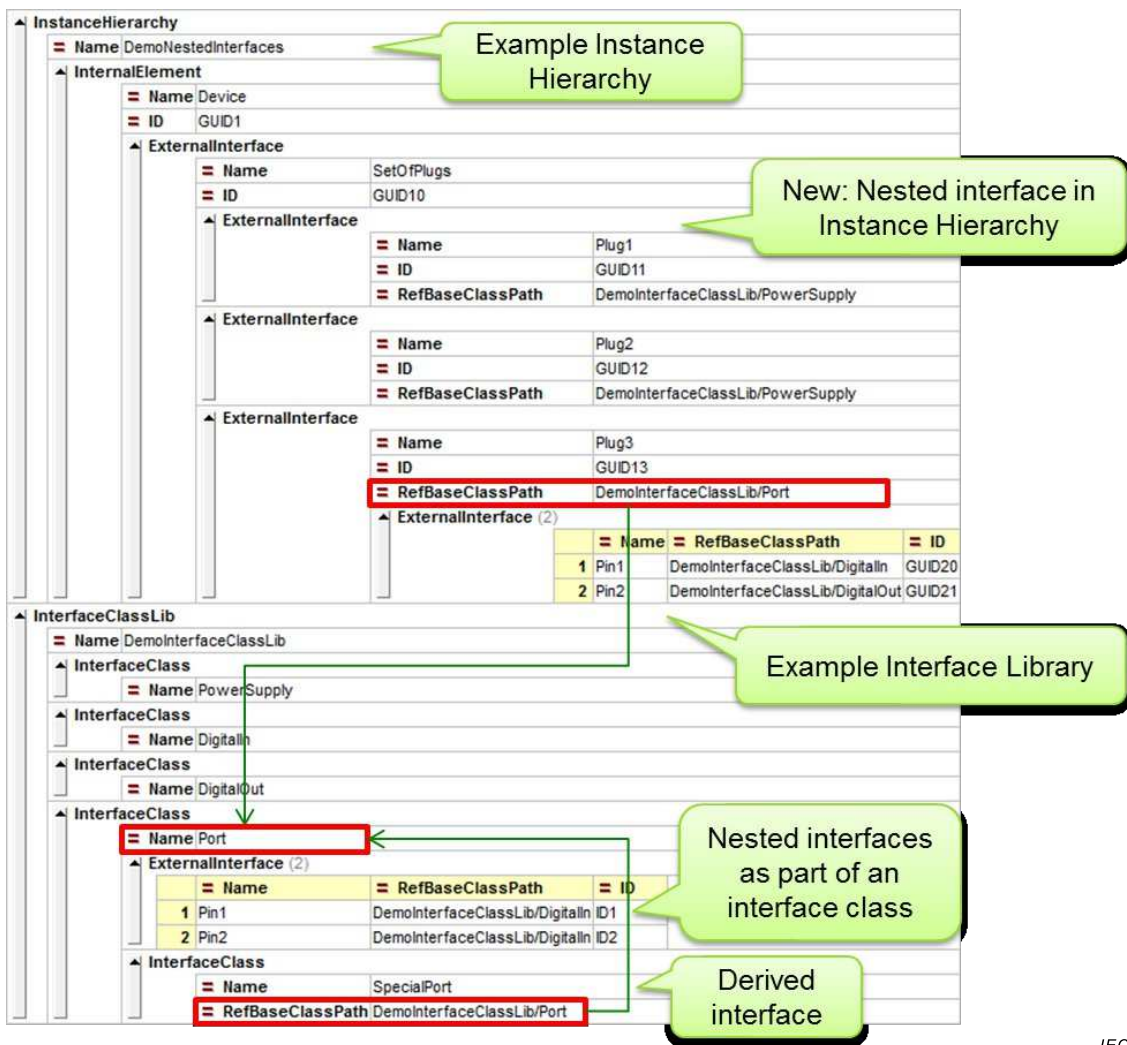 InstanceHierarchy
= Name DemoNestedInterfaces
Example Instance
Hierarchy
InternalElement
= Name Device
= ID GUID1
ExternalInterface
= Name SetOfPlugs
= ID GUID10
New: Nested interface in
Instance Hierarchy
ExternalInterface
= Name Plug1
= ID GUID11
= RefBaseClassPath DemoInterfaceClassLib/PowerSupply
ExternalInterface
= Name Plug2
= ID GUID12
= RefBaseClassPath DemoInterfaceClassLib/PowerSupply
ExternalInterface
= Name Plug3
= ID GUID13
= RefBaseClassPath DemoInterfaceClassLib/Port
ExternalInterface (2)
= Name = RefBaseClassPath = ID
1 Pin1 DemoInterfaceClassLib/DigitalIn GUID20
2 Pin2 DemoInterfaceClassLib/DigitalOut GUID21
InterfaceClassLib
= Name DemoInterfaceClassLib
Example Interface Library
InterfaceClass
= Name PowerSupply
InterfaceClass
= Name DigitalIn
InterfaceClass
= Name DigitalOut
InterfaceClass
= Name Port
Nested interfaces
as part of an
interface class
ExternalInterface (2)
= Name = RefBaseClassPath = ID
1 Pin1 DemoInterfaceClassLib/DigitalIn ID1
2 Pin2 DemoInterfaceClassLib/DigitalIn ID2
InterfaceClass
= Name SpecialPort
= RefBaseClassPath DemoInterfaceClassLib/Port
Derived
interface
IEC